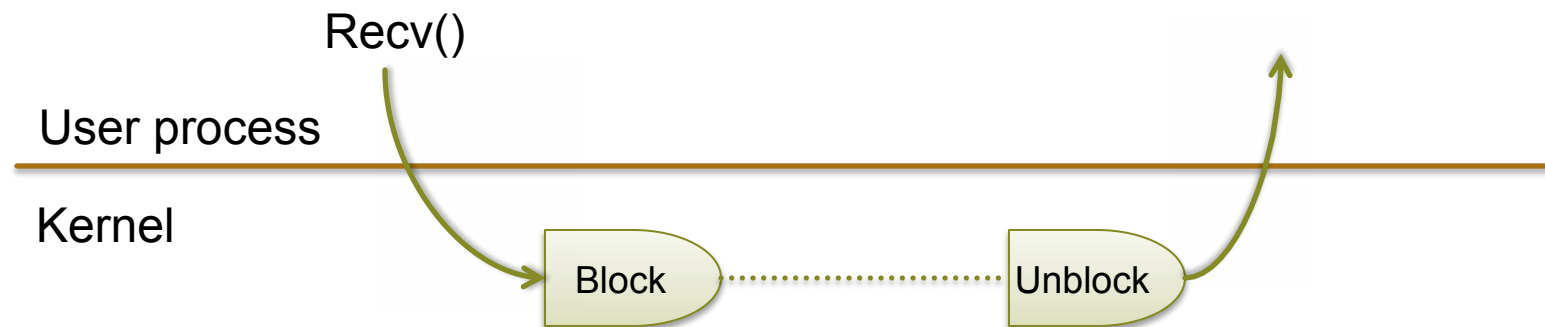 Recv()
User process
Kernel
Block
Unblock